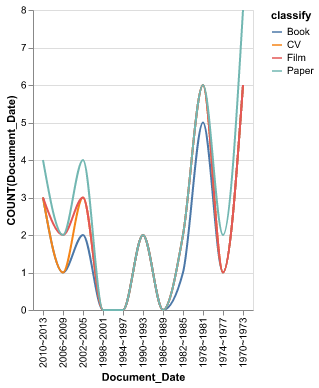 classify
Book
CV
Film
Paper
COUNT(Document_Date)
8
7
6
5
4
3
2
1
0
2010~2013
2006~2009
2002~2005
1998~2001
1994~1997
1990~1993
1986~1989
1982~1985
1978~1981
1974~1977
1970~1973
Document_Date